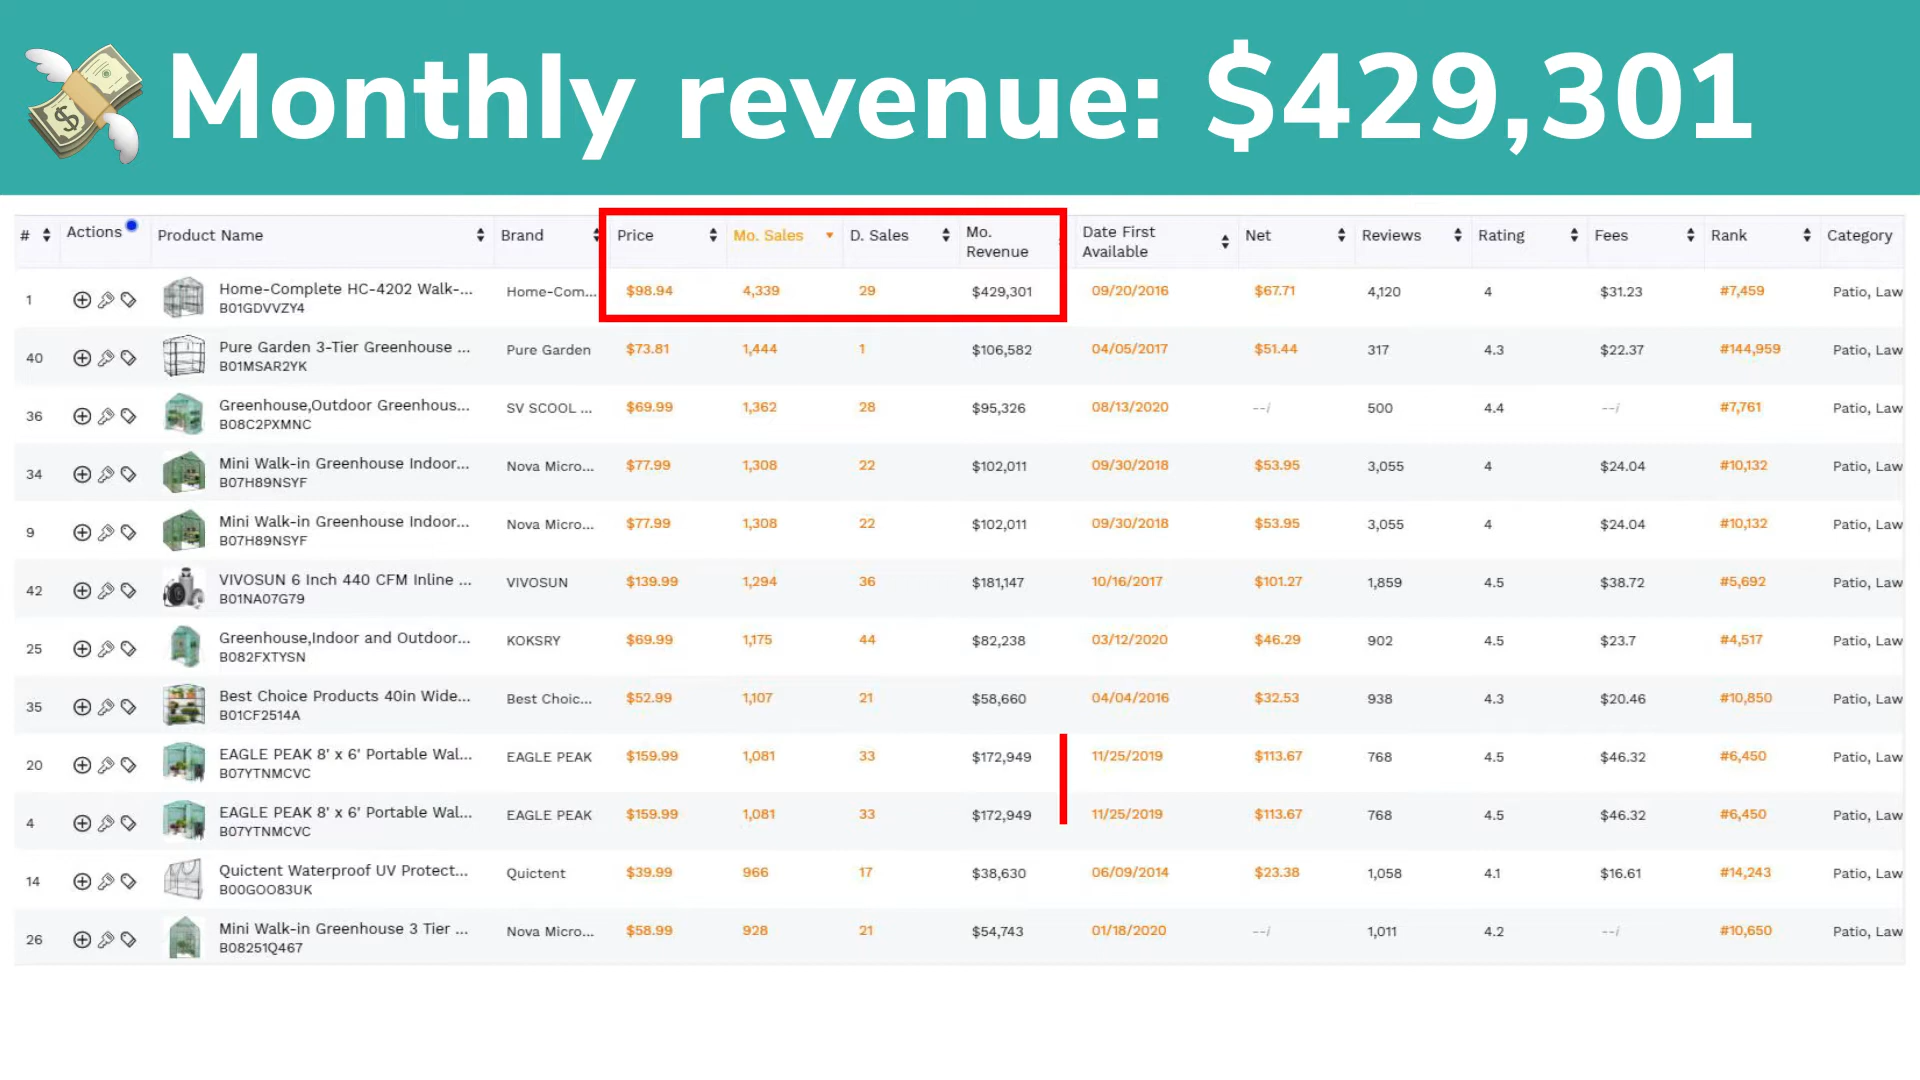 Monthly revenue: $429,301
# Actions Product Name Brand Price Mo. Sales D. Sales Mo. Revenue Date First Available Net Reviews Rating Fees Rank Category
1 Home-Complete HC-4202 Walk-... B01GDVVZY4 Home-Com... $98.94 4,339 29 $429,301 09/20/2016 $67.71 4,120 4 $31.23 #7,459 Patio, Law
40 Pure Garden 3-Tier Greenhouse ... B01MSAR2YK Pure Garden $73.81 1,444 1 $106,582 04/05/2017 $51.44 317 4.3 $22.37 #144,959 Patio, Law
36 Greenhouse,Outdoor Greenhous... B08C2PXMNC SV SCOOL ... $69.99 1,362 28 $95,326 08/13/2020 --i 500 4.4 --i #7,761 Patio, Law
34 Mini Walk-in Greenhouse Indoor... B07H89NSYF Nova Micro... $77.99 1,308 22 $102,011 09/30/2018 $53.95 3,055 4 $24.04 #10,132 Patio, Law
9 Mini Walk-in Greenhouse Indoor... B07H89NSYF Nova Micro... $77.99 1,308 22 $102,011 09/30/2018 $53.95 3,055 4 $24.04 #10,132 Patio, Law
42 VIVOSUN 6 Inch 440 CFM Inline ... B01NA07G79 VIVOSUN $139.99 1,294 36 $181,147 10/16/2017 $101.27 1,859 4.5 $38.72 #5,692 Patio, Law
25 Greenhouse,Indoor and Outdoor... B082FXTYSN KOKSRY $69.99 1,175 44 $82,238 03/12/2020 $46.29 902 4.5 $23.7 #4,517 Patio, Law
35 Best Choice Products 40in Wide... B01CF2514A Best Choic... $52.99 1,107 21 $58,660 04/04/2016 $32.53 938 4.3 $20.46 #10,850 Patio, Law
20 EAGLE PEAK 8' x 6' Portable Wal... B07YTNMCVC EAGLE PEAK $159.99 1,081 33 $172,949 11/25/2019 $113.67 768 4.5 $46.32 #6,450 Patio, Law
4 EAGLE PEAK 8' x 6' Portable Wal... B07YTNMCVC EAGLE PEAK $159.99 1,081 33 $172,949 11/25/2019 $113.67 768 4.5 $46.32 #6,450 Patio, Law
14 Quictent Waterproof UV Protect... B00GOO83UK Quictent $39.99 966 17 $38,630 06/09/2014 $23.38 1,058 4.1 $16.61 #14,243 Patio, Law
26 Mini Walk-in Greenhouse 3 Tier ... B08251Q467 Nova Micro... $58.99 928 21 $54,743 01/18/2020 --i 1,011 4.2 --i #10,650 Patio, Law